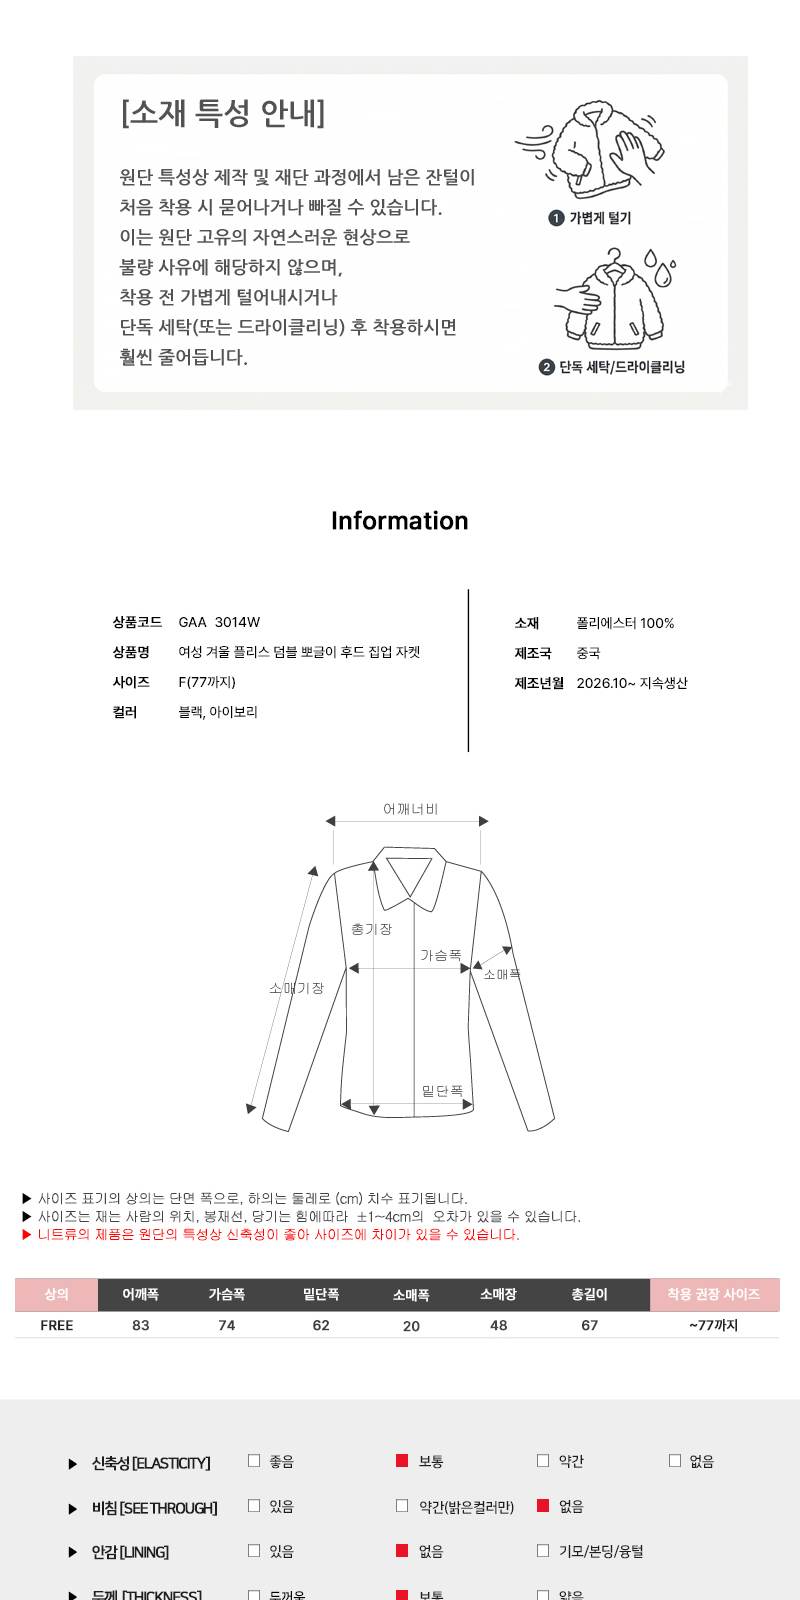 [소재 특성 안내]
원단 특성상 제작 및 재단 과정에서 남은 잔털이
처음 착용 시 묻어나거나 빠질 수 있습니다.
이는 원단 고유의 자연스러운 현상으로
불량 사유에 해당하지 않으며,
착용 전 가볍게 털어내시거나
단독 세탁(또는 드라이클리닝) 후 착용하시면
훨씬 줄어듭니다.
1 가볍게 털기
2 단독 세탁/드라이클리닝
Information
상품코드 GAA 3014W
상품명 여성 겨울 플리스 덤블 뽀글이 후드 집업 자켓
사이즈 F(77까지)
컬러 블랙, 아이보리
소재 폴리에스터 100%
제조국 중국
제조년월 2026.10~ 지속생산
어깨너비
총기장
가슴폭
소매폭
소매기장
밑단폭
▶ 사이즈 표기의 상의는 단면 폭으로, 하의는 둘레로 (cm) 치수 표기됩니다.
▶ 사이즈는 재는 사람의 위치, 봉재선, 당기는 힘에따라 ±1~4cm의 오차가 있을 수 있습니다.
▶ 니트류의 제품은 원단의 특성상 신축성이 좋아 사이즈에 차이가 있을 수 있습니다.
상의 어깨폭 가슴폭 밑단폭 소매폭 소매장 총길이 착용 권장 사이즈
FREE 83 74 62 20 48 67 ~77까지
▶ 신축성 [ELASTICITY] 좋음 보통 약간 없음
▶ 비침 [SEE THROUGH] 있음 약간(밝은컬러만) 없음
▶ 안감 [LINING] 있음 없음 기모/본딩/융털
▶ 두께 [THICKNESS] 두꺼움 보통 얇음